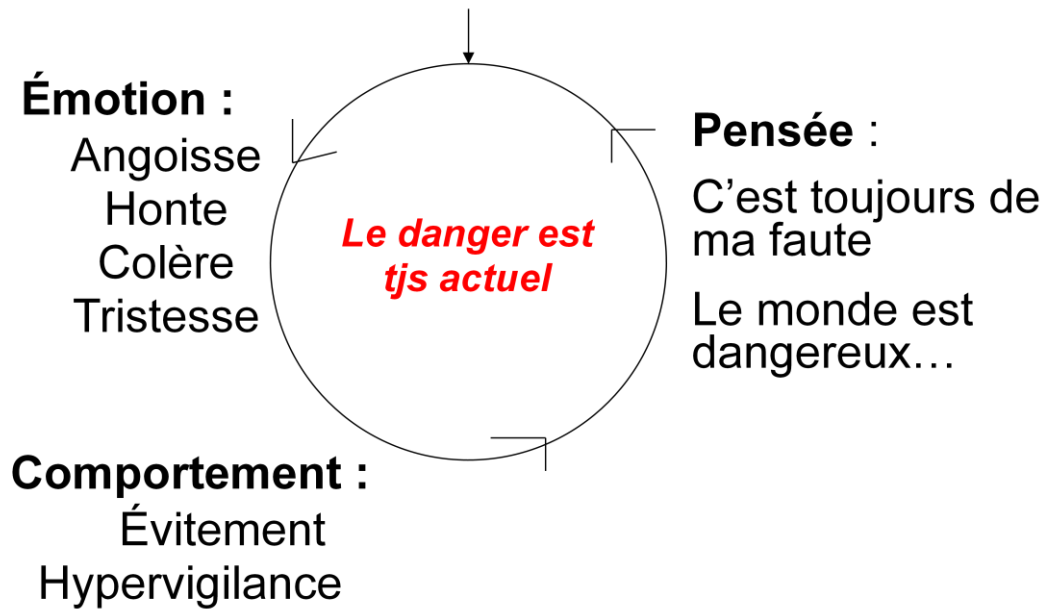 Émotion :
Angoisse
Honte
Colère
Tristesse
Le danger est
tjs actuel
Pensée :
C’est toujours de
ma faute
Le monde est
dangereux…
Comportement :
Évitement
Hypervigilance